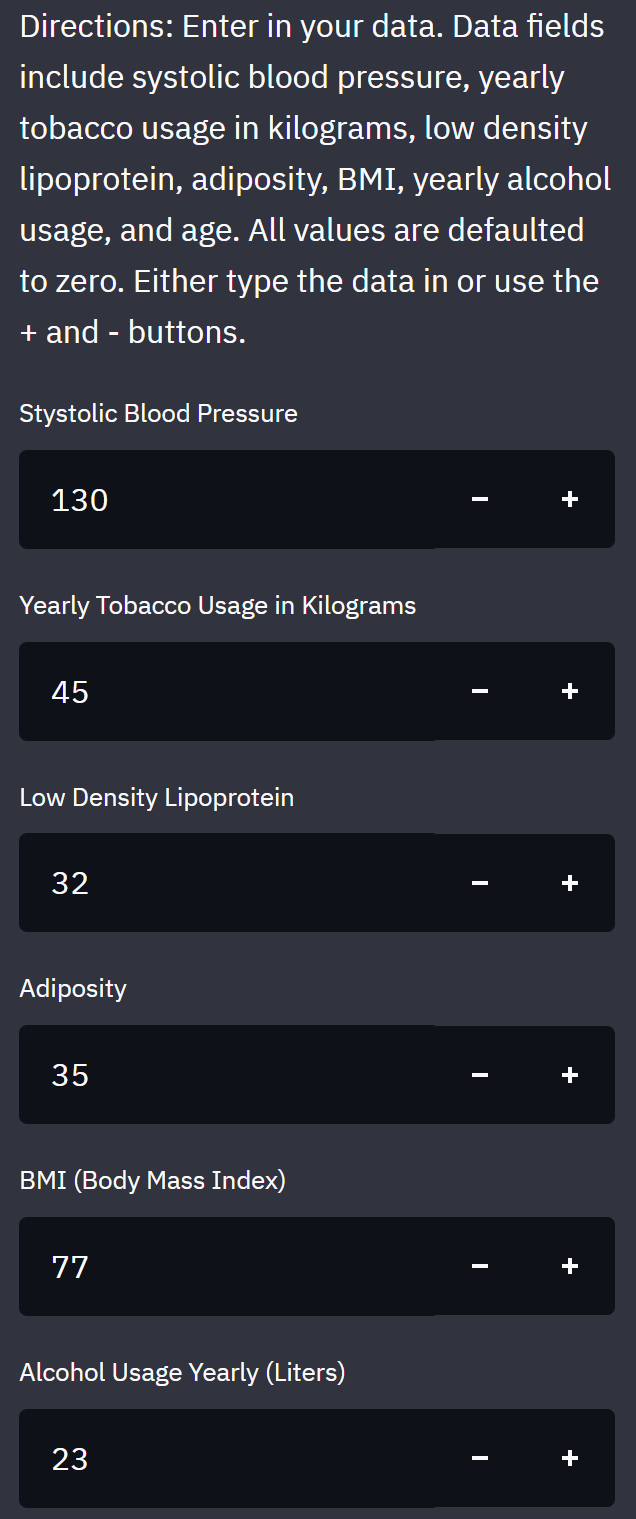 Directions: Enter in your data. Data fields
include systolic blood pressure, yearly
tobacco usage in kilograms, low density
lipoprotein, adiposity, BMI, yearly alcohol
usage, and age. All values are defaulted
to zero. Either type the data in or use the
+ and - buttons.
Stystolic Blood Pressure
130 − +
Yearly Tobacco Usage in Kilograms
45 − +
Low Density Lipoprotein
32 − +
Adiposity
35 − +
BMI (Body Mass Index)
77 − +
Alcohol Usage Yearly (Liters)
23 − +